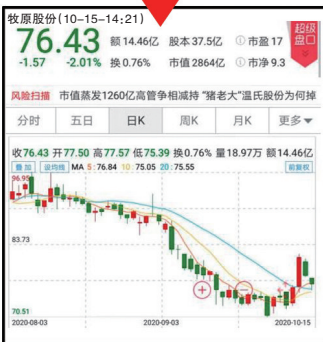 牧原股份(10-15-14:21)
76.43 额14.46亿 股本37.5亿 ①市盈17 超级盘口
-1.57 -2.01% 换0.76% 市值2864亿 ①市净9.3
风险扫描 市值蒸发1260亿高管争相减持 “猪老大”温氏股份为何掉
分时 五日 日K 周K 月K 更多
收76.43 开77.50 高77.57 低75.39 换0.76% 量18.97万 额14.46亿
叠加 设均线 MA 5:76.84 10:75.05 20:75.55 前复权
96.95
83.73
70.51
2020-08-03 2020-09-03 2020-10-15